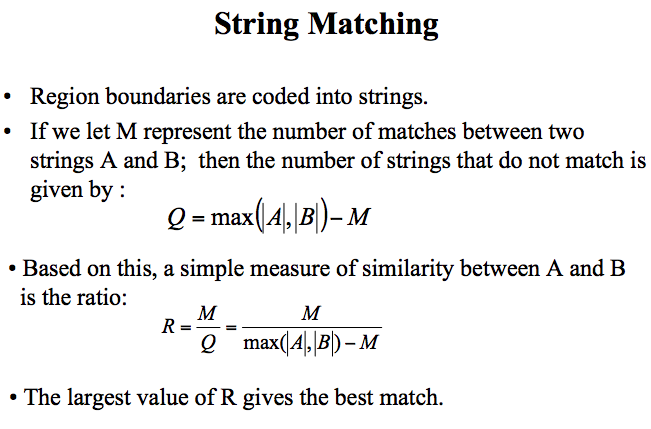 String Matching
• Region boundaries are coded into strings.
• If we let M represent the number of matches between two
strings A and B; then the number of strings that do not match is
given by :
Q = max(|A|,|B|) – M
• Based on this, a simple measure of similarity between A and B
is the ratio:
R = M/Q = M/(max(|A|,|B|) – M)
• The largest value of R gives the best match.